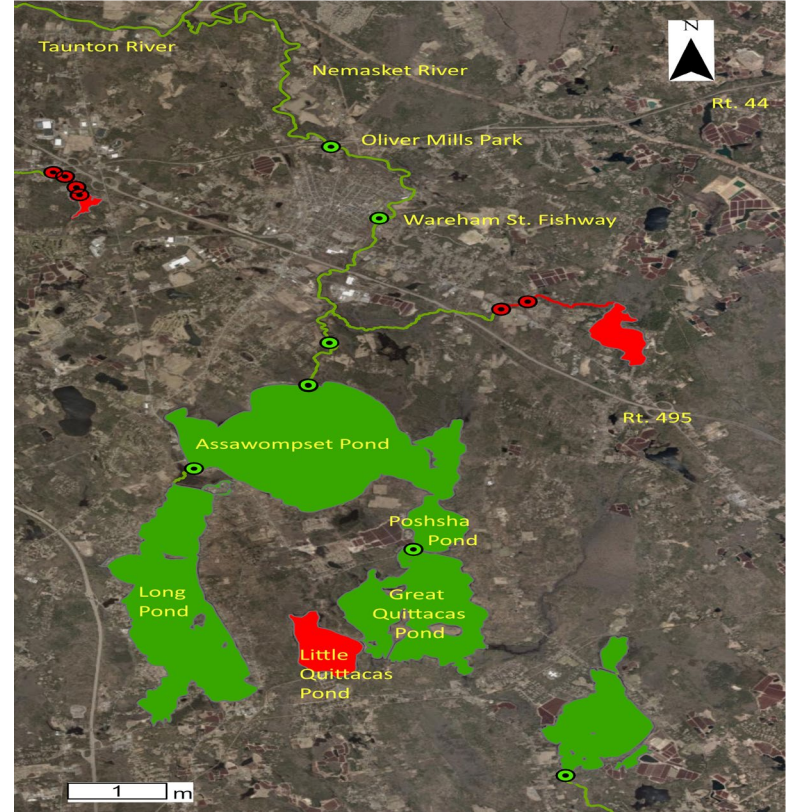 N
Taunton River
Nemasket River
Rt. 44
Oliver Mills Park
Wareham St. Fishway
Rt. 495
Assawompset Pond
Poshsha
Pond
Long
Pond
Great
Quittacas
Pond
Little
Quittacas
Pond
1 m